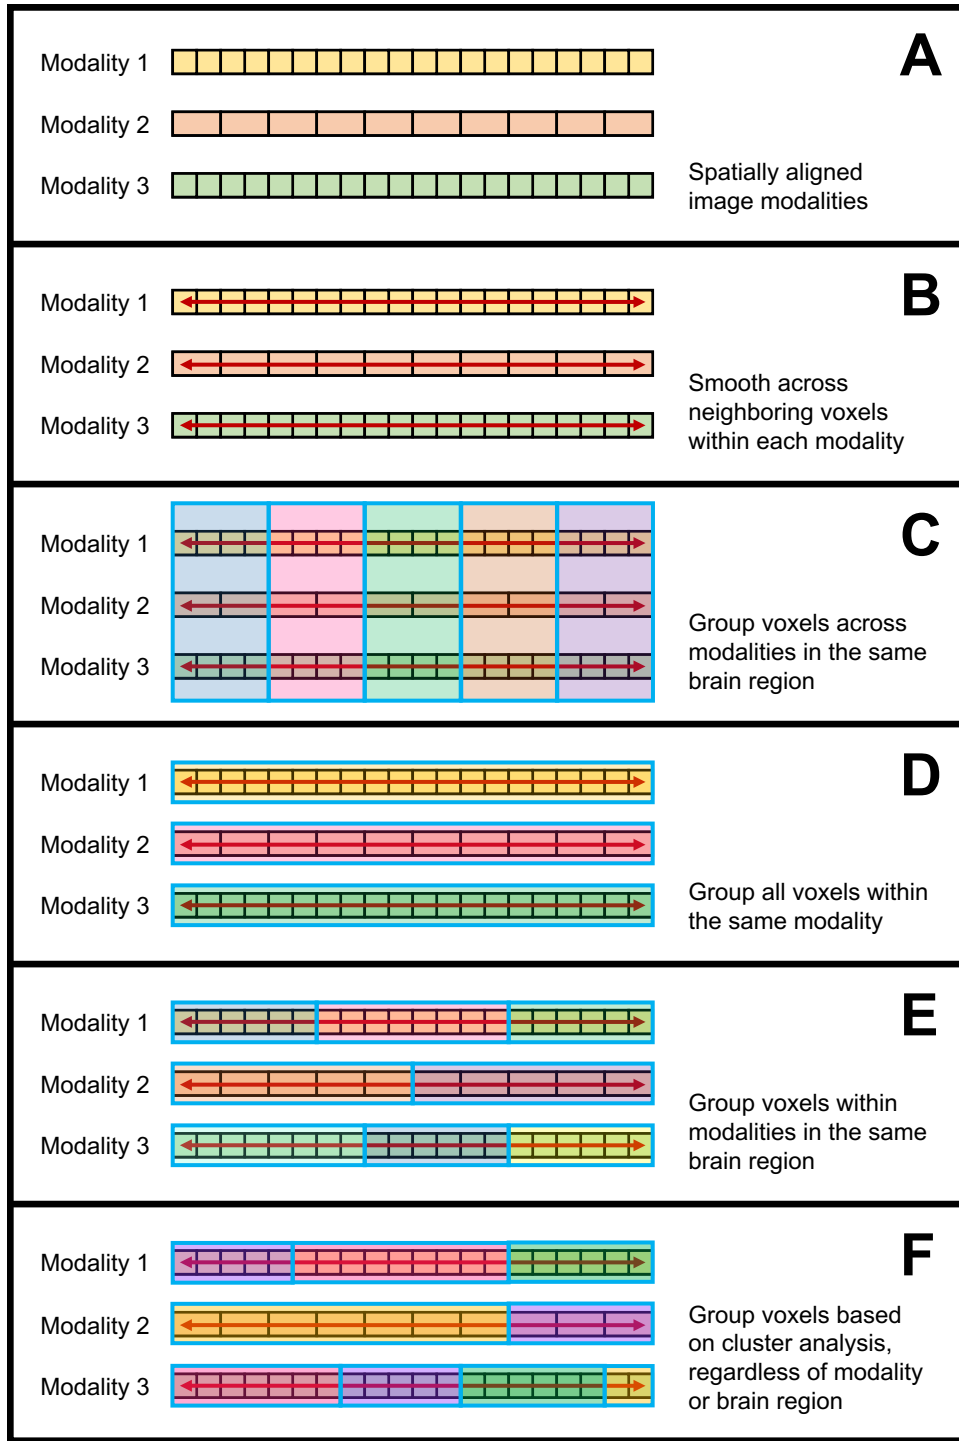 A
Modality 1
Modality 2
Modality 3
Spatially aligned
image modalities
B
Modality 1
Modality 2
Modality 3
Smooth across
neighboring voxels
within each modality
C
Modality 1
Modality 2
Modality 3
Group voxels across
modalities in the same
brain region
D
Modality 1
Modality 2
Modality 3
Group all voxels within
the same modality
E
Modality 1
Modality 2
Modality 3
Group voxels within
modalities in the same
brain region
F
Modality 1
Modality 2
Modality 3
Group voxels based
on cluster analysis,
regardless of modality
or brain region